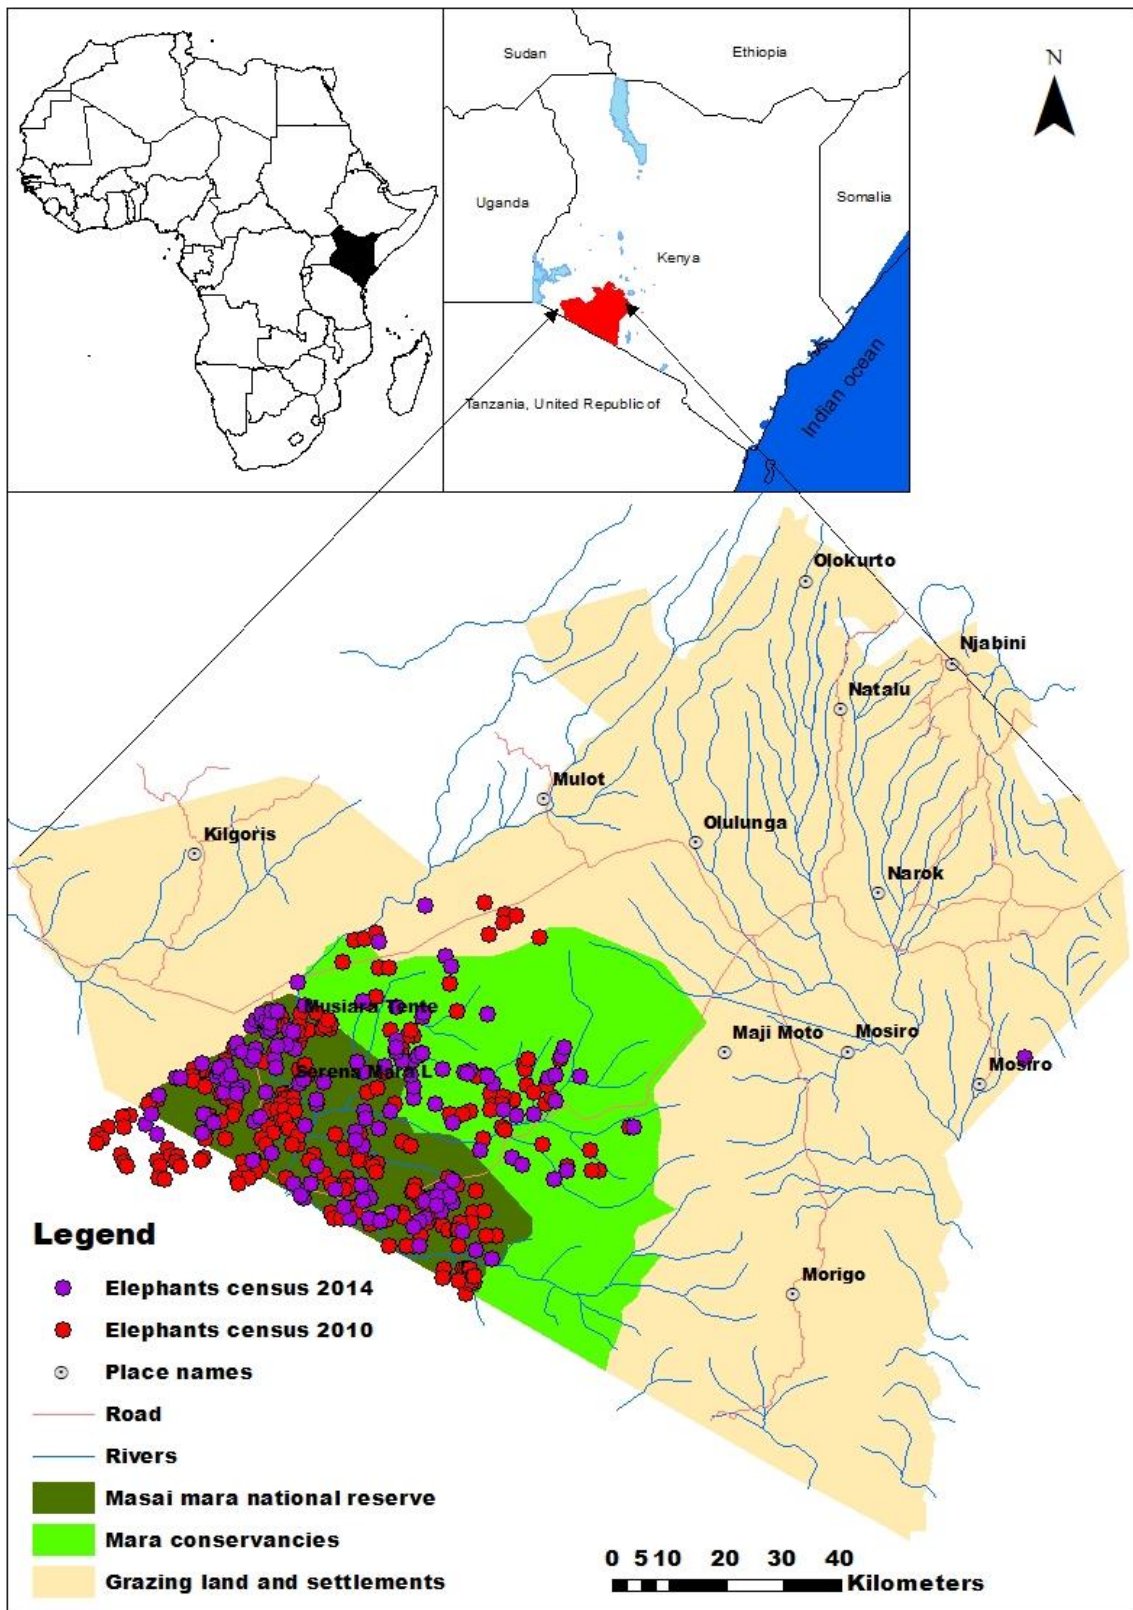 Sudan
Ethiopia
N
Uganda
Somalia
Kenya
Tanzania, United Republic of
Indian ocean
Olokurto
Njabini
Natalu
Mulot
Kilgoris
Olulunga
Narok
Musiara Tente
Maji Moto
Mosiro
Mosiro
Serena Mara L
Morigo
Legend
Elephants census 2014
Elephants census 2010
Place names
Road
Rivers
Masai mara national reserve
Mara conservancies
Grazing land and settlements
0 5 10 20 30 40
Kilometers